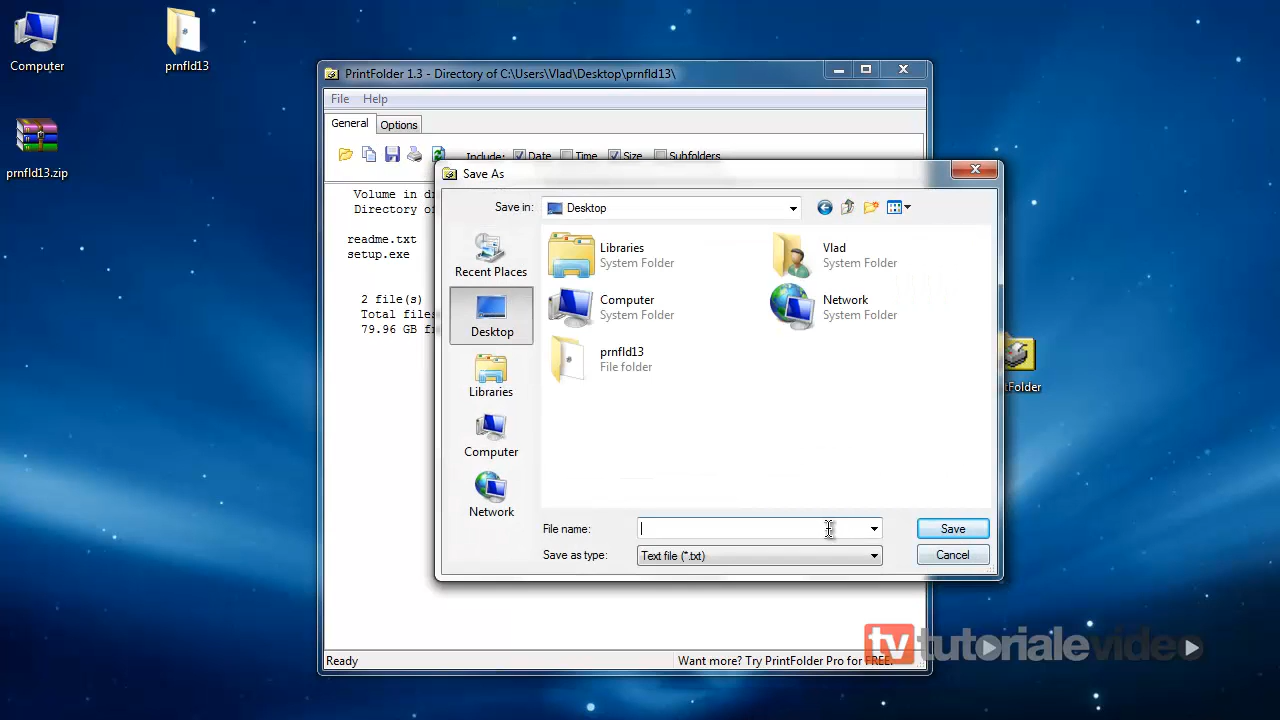 Computer
prnfld13
prnfld13.zip
PrintFolder 1.3 - Directory of C:\Users\Vlad\Desktop\prnfld13\
File Help
General Options
Include: Date Time Size Subfolders
Volume in
Directory
readme.txt
setup.exe
2 file(s)
Total
79.96 GB
Save As
Save in: Desktop
Recent Places
Desktop
Libraries
Computer
Network
Libraries
System Folder
Vlad
System Folder
Computer
System Folder
Network
System Folder
prnfld13
File folder
File name:
Save
Save as type: Text file (*.txt)
Cancel
Ready
Want more? Try PrintFolder Pro for FREE.
tv tutorialevideo